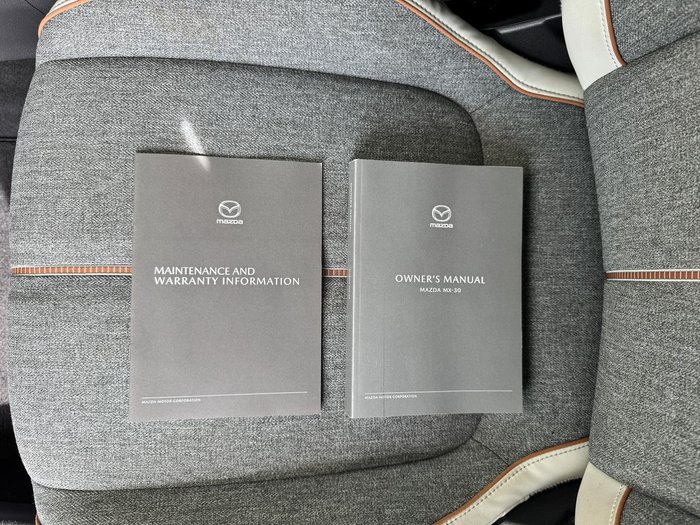 mazda
MAINTENANCE AND
WARRANTY INFORMATION
MAZDA MOTOR CORPORATION
mazda
OWNER'S MANUAL
MAZDA MX-30
MAZDA MOTOR CORPORATION